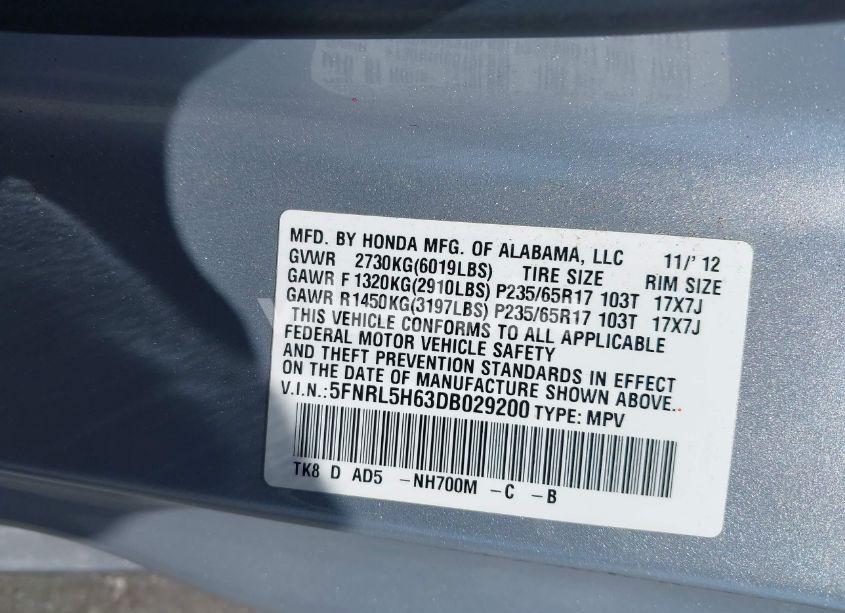 MFD. BY HONDA MFG. OF ALABAMA, LLC 11/' 12
GVWR 2730KG(6019LBS) TIRE SIZE RIM SIZE
GAWR F 1320KG(2910LBS) P235/65R17 103T 17X7J
GAWR R1450KG(3197LBS) P235/65R17 103T 17X7J
THIS VEHICLE CONFORMS TO ALL APPLICABLE
FEDERAL MOTOR VEHICLE SAFETY
AND THEFT PREVENTION STANDARDS IN EFFECT
ON THE DATE OF MANUFACTURE SHOWN ABOVE.
V.I.N.:5FNRL5H63DB029200 TYPE: MPV
TK8 D AD5 -NH700M -C -B